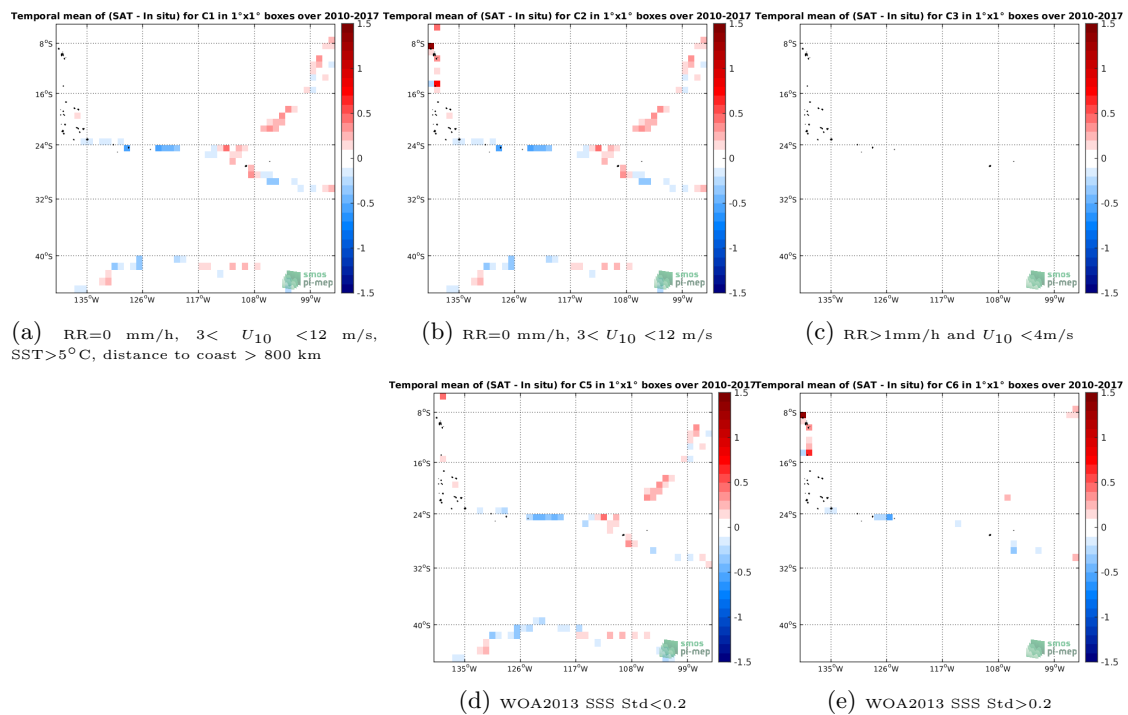 Temporal mean of (SAT - In situ) for C1 in 1°x1° boxes over 2010-2017
8°S
16°S
24°S
32°S
40°S
135°W
126°W
117°W
108°W
99°W
1.5
1
0.5
0
-0.5
-1
-1.5
smos
pi-mep
(a) RR=0 mm/h, 3< U10 <12 m/s,
SST>5°C, distance to coast > 800 km
Temporal mean of (SAT - In situ) for C2 in 1°x1° boxes over 2010-2017
8°S
16°S
24°S
32°S
40°S
135°W
126°W
117°W
108°W
99°W
1.5
1
0.5
0
-0.5
-1
-1.5
smos
pi-mep
(b) RR=0 mm/h, 3< U10 <12 m/s
Temporal mean of (SAT - In situ) for C3 in 1°x1° boxes over 2010-2017
8°S
16°S
24°S
32°S
40°S
135°W
126°W
117°W
108°W
99°W
1.5
1
0.5
0
-0.5
-1
-1.5
smos
pi-mep
(c) RR>1mm/h and U10 <4m/s
Temporal mean of (SAT - In situ) for C5 in 1°x1° boxes over 2010-2017
8°S
16°S
24°S
32°S
40°S
135°W
126°W
117°W
108°W
99°W
1.5
1
0.5
0
-0.5
-1
-1.5
smos
pi-mep
(d) WOA2013 SSS Std<0.2
Temporal mean of (SAT - In situ) for C6 in 1°x1° boxes over 2010-2017
8°S
16°S
24°S
32°S
40°S
135°W
126°W
117°W
108°W
99°W
1.5
1
0.5
0
-0.5
-1
-1.5
smos
pi-mep
(e) WOA2013 SSS Std>0.2